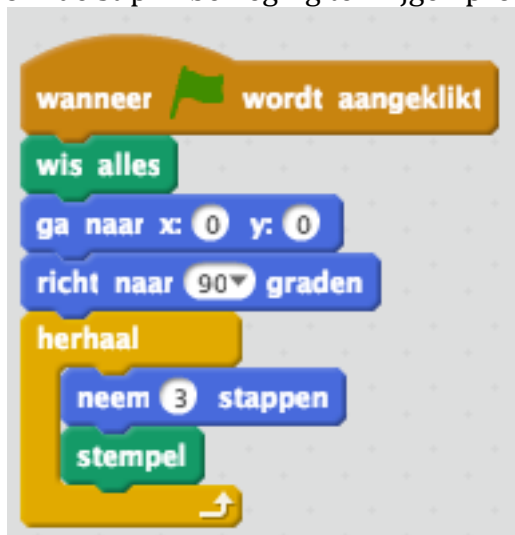 wanneer wordt aangeklikt
wis alles
ga naar x: 0 y: 0
richt naar 90 graden
herhaal
neem 3 stappen
stempel